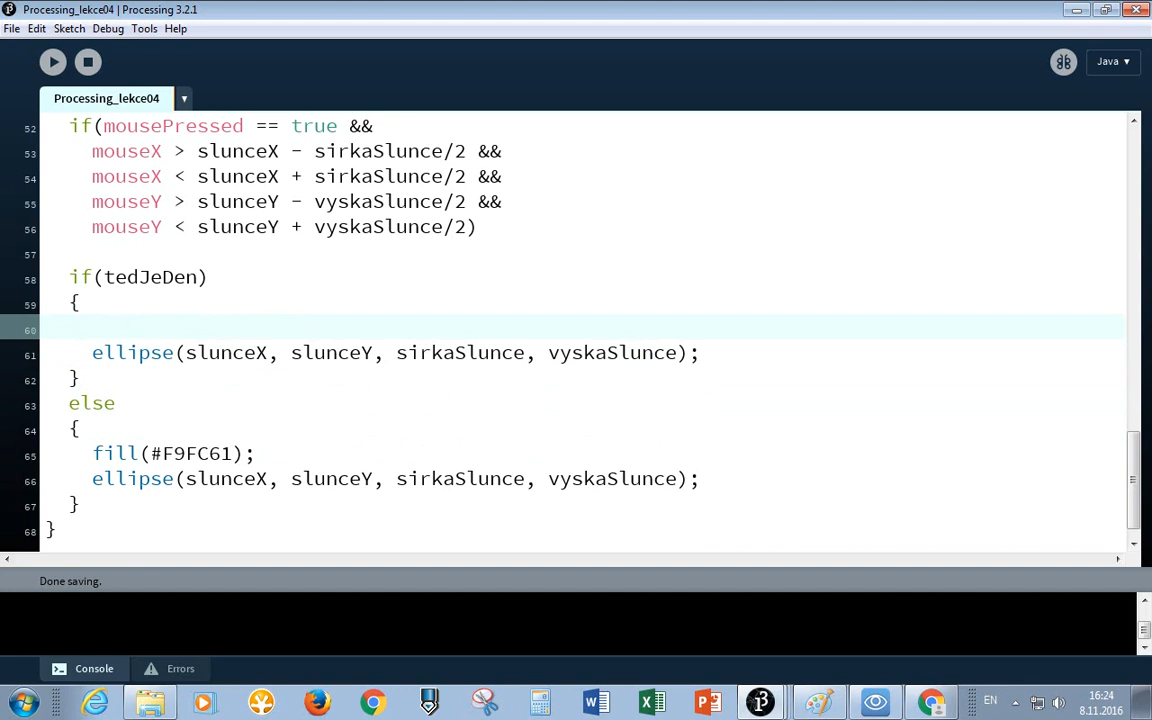 Processing_lekce04 | Processing 3.2.1
File Edit Sketch Debug Tools Help
Java ▾
Processing_lekce04 ▾
52 if(mousePressed == true &&
53 mouseX > slunceX - sirkaSlunce/2 &&
54 mouseX < slunceX + sirkaSlunce/2 &&
55 mouseY > slunceY - vyskaSlunce/2 &&
56 mouseY < slunceY + vyskaSlunce/2)
57
58 if(tedJeDen)
59 {
60
61 ellipse(slunceX, slunceY, sirkaSlunce, vyskaSlunce);
62 }
63 else
64 {
65 fill(#F9FC61);
66 ellipse(slunceX, slunceY, sirkaSlunce, vyskaSlunce);
67 }
68 }
Done saving.
Console Errors
EN
16:24
8.11.2016